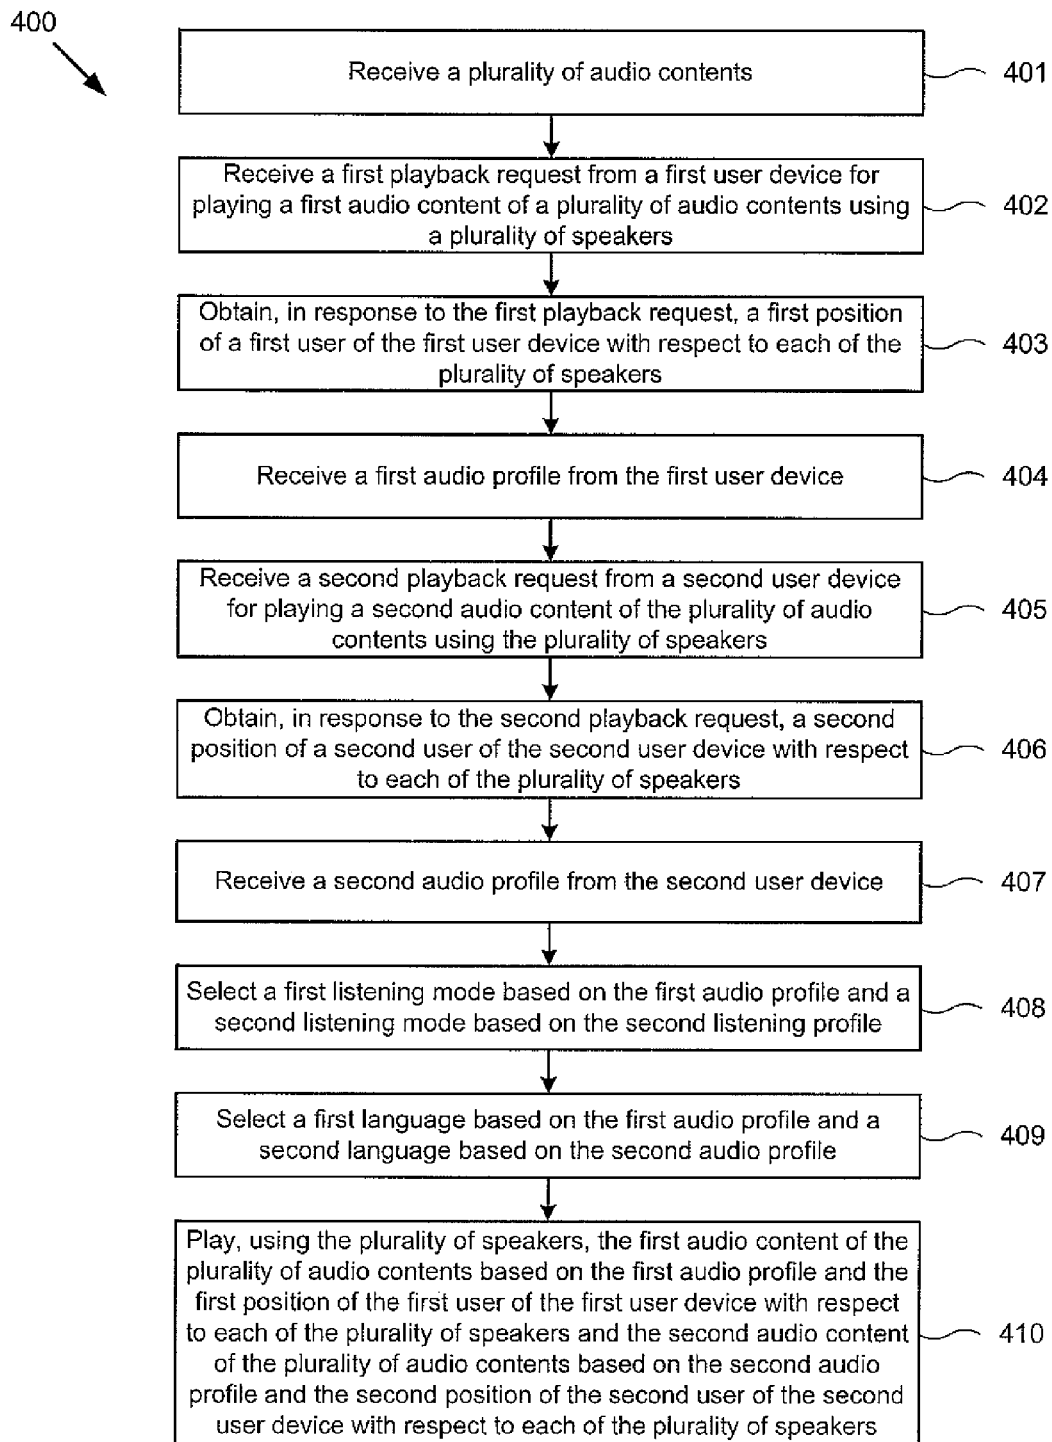 400
Receive a plurality of audio contents
401
Receive a first playback request from a first user device for
playing a first audio content of a plurality of audio contents using
a plurality of speakers
402
Obtain, in response to the first playback request, a first position
of a first user of the first user device with respect to each of the
plurality of speakers
403
Receive a first audio profile from the first user device
404
Receive a second playback request from a second user device
for playing a second audio content of the plurality of audio
contents using the plurality of speakers
405
Obtain, in response to the second playback request, a second
position of a second user of the second user device with respect
to each of the plurality of speakers
406
Receive a second audio profile from the second user device
407
Select a first listening mode based on the first audio profile and a
second listening mode based on the second listening profile
408
Select a first language based on the first audio profile and a
second language based on the second audio profile
409
Play, using the plurality of speakers, the first audio content of the
plurality of audio contents based on the first audio profile and the
first position of the first user of the first user device with respect
to each of the plurality of speakers and the second audio content
of the plurality of audio contents based on the second audio
profile and the second position of the second user of the second
user device with respect to each of the plurality of speakers
410